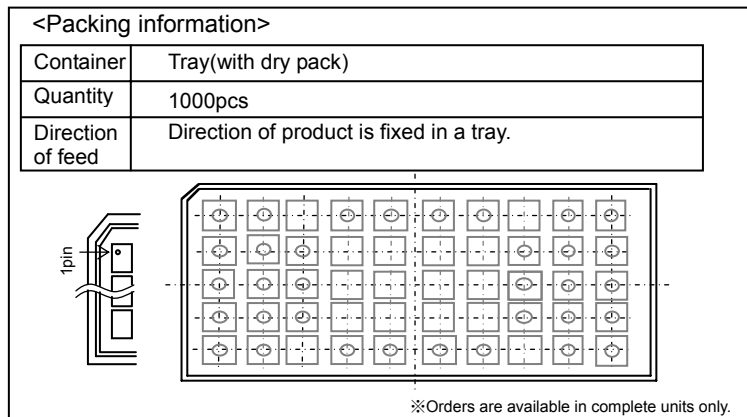 <Packing information>
Container Tray(with dry pack)
Quantity 1000pcs
Direction of feed Direction of product is fixed in a tray.
1pin
※Orders are available in complete units only.